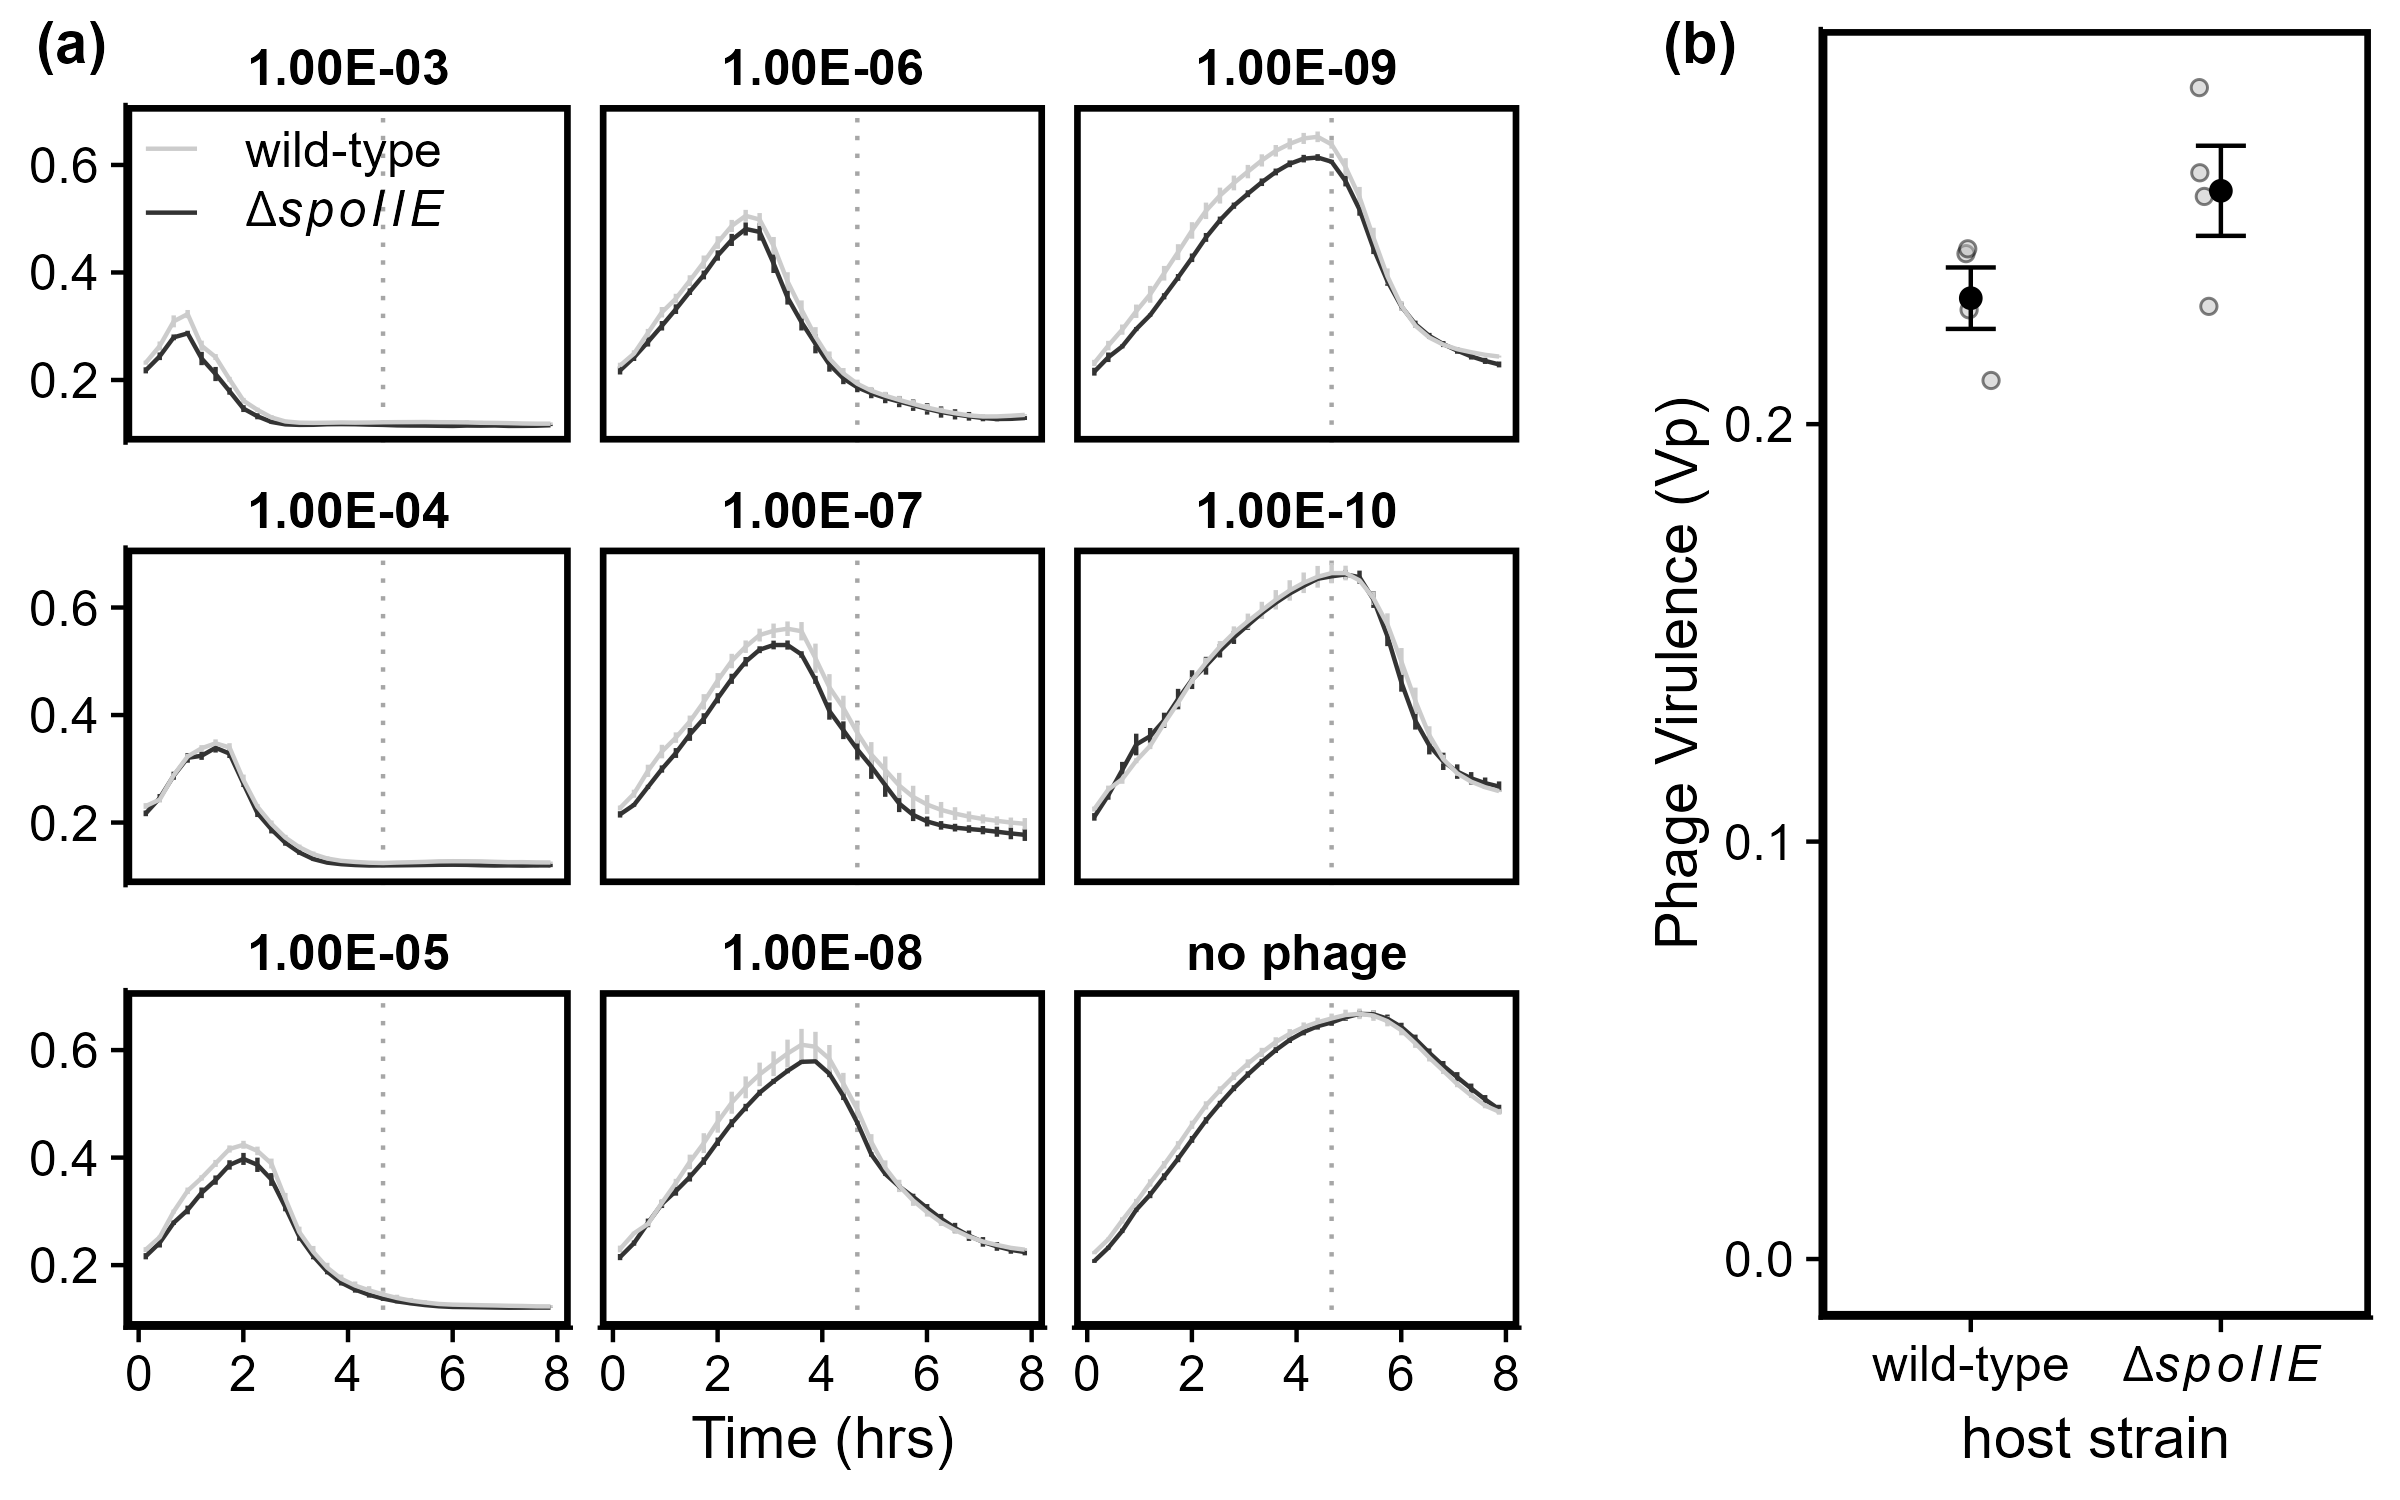 (a)
1.00E-03
1.00E-06
1.00E-09
0.6
0.4
0.2
wild-type
ΔspoIIE
1.00E-04
1.00E-07
1.00E-10
0.6
0.4
0.2
1.00E-05
1.00E-08
no phage
0.6
0.4
0.2
0 2 4 6 8
0 2 4 6 8
0 2 4 6 8
Time (hrs)
(b)
Phage Virulence (Vp)
0.2
0.1
0.0
wild-type ΔspoIIE
host strain